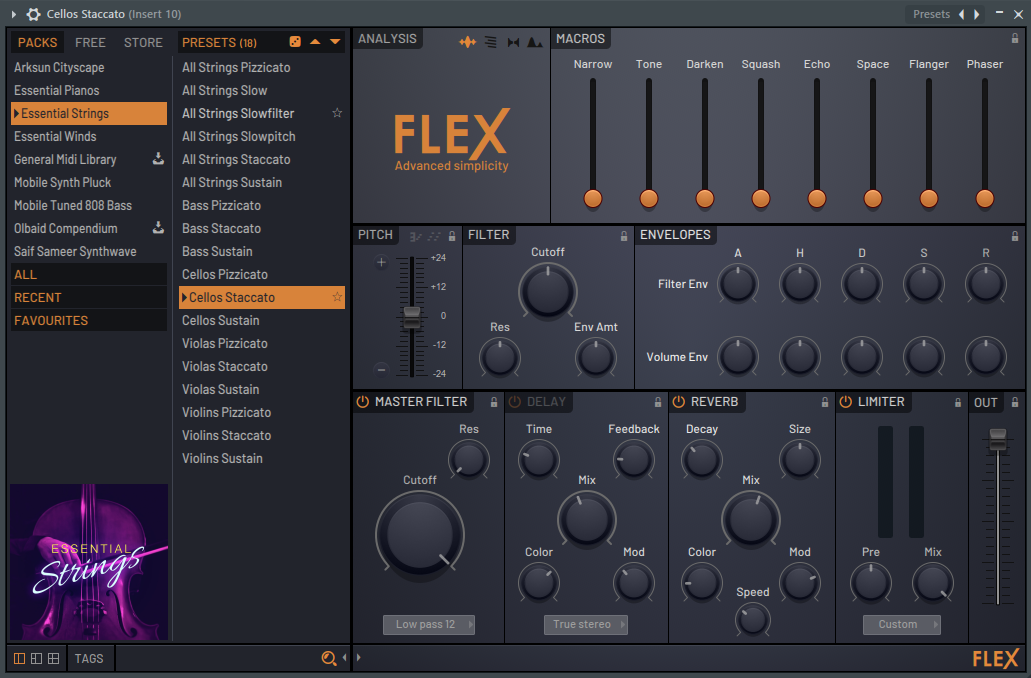 Cellos Staccato (Insert 10)
Presets
PACKS FREE STORE
Arksun Cityscape
Essential Pianos
Essential Strings
Essential Winds
General Midi Library
Mobile Synth Pluck
Mobile Tuned 808 Bass
Olbaid Compendium
Saif Sameer Synthwave
ALL
RECENT
FAVOURITES
ESSENTIAL
Strings
TAGS
PRESETS (18)
All Strings Pizzicato
All Strings Slow
All Strings Slowfilter
All Strings Slowpitch
All Strings Staccato
All Strings Sustain
Bass Pizzicato
Bass Staccato
Bass Sustain
Cellos Pizzicato
Cellos Staccato
Cellos Sustain
Violas Pizzicato
Violas Staccato
Violas Sustain
Violins Pizzicato
Violins Staccato
Violins Sustain
ANALYSIS
FLEX
Advanced simplicity
MACROS
Narrow Tone Darken Squash Echo Space Flanger Phaser
PITCH
+24
+12
0
-12
-24
FILTER
Cutoff
Res Env Amt
ENVELOPES
A H D S R
Filter Env
Volume Env
MASTER FILTER
Res
Cutoff
Low pass 12
DELAY
Time Feedback
Mix
Color Mod
True stereo
REVERB
Decay Size
Mix
Color Mod
Speed
LIMITER
Pre Mix
Custom
OUT
FLEX